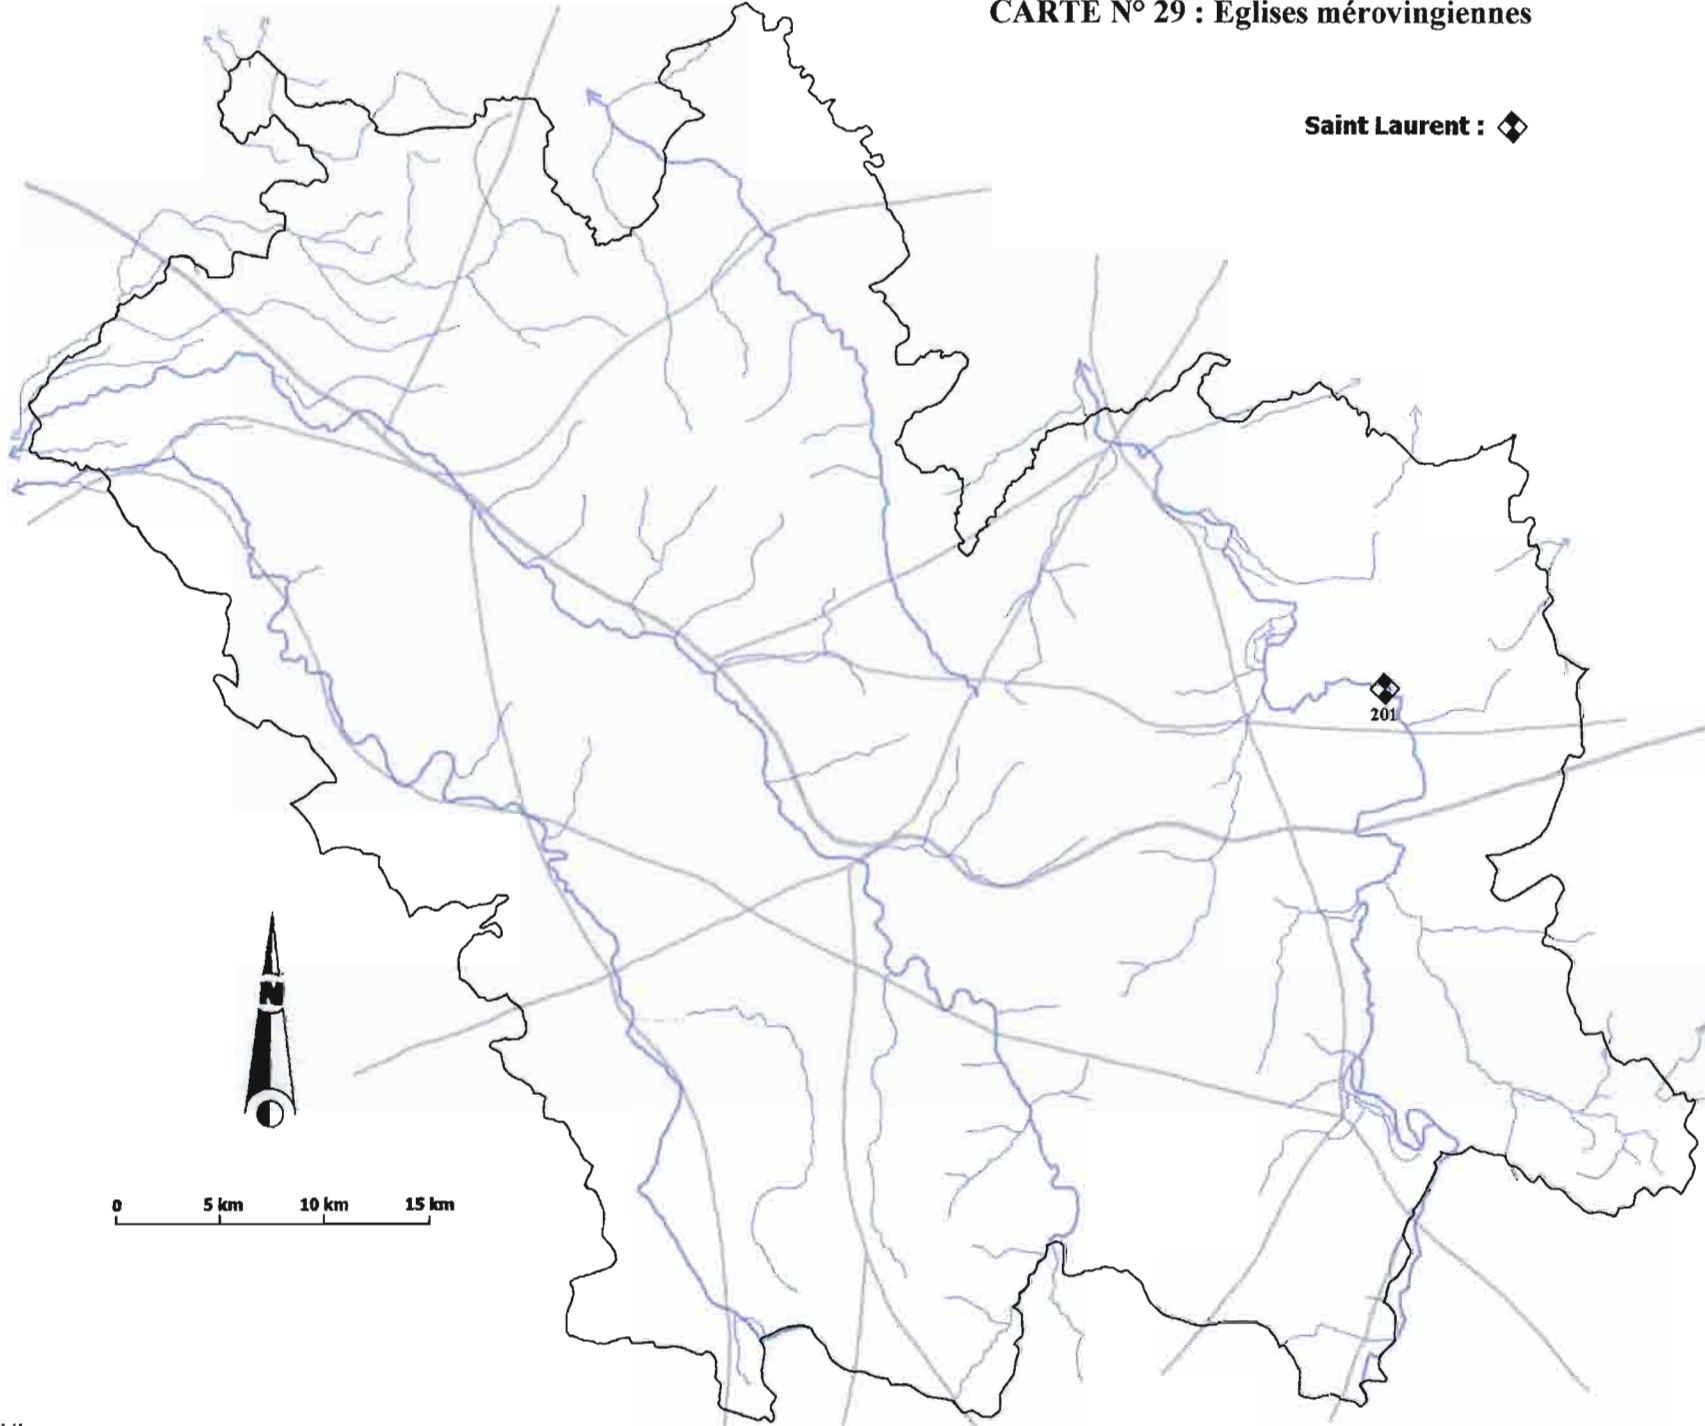 CARTE N° 29 : Eglises mérovingiennes
Saint Laurent :
201
N
0 5 km 10 km 15 km